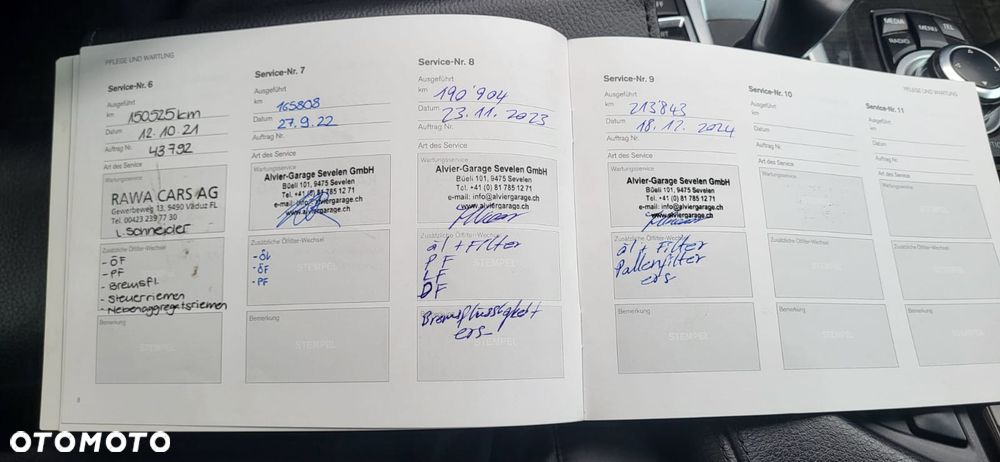 PFLEGE UND WARTUNG
Service-Nr. 6
Ausgeführt
km 150525 km
Datum 12.10.21
Auftrag Nr. 43792
Art des Service
Wartungsservice
RAWA CARS AG
Gewerbeweg 13, 9490 Vaduz FL
Tel. 00423 239 77 30
L. Schneider
Zusätzliche Ölfilter-Wechsel
- ÖF
- PF
- Bremsfl.
- Steuerriemen
- Nebenaggregatsriemen
Bemerkung
STEMPEL
8
Service-Nr. 7
Ausgeführt
km 165808
Datum 27.9.22
Auftrag Nr.
Art des Service
Wartungsservice
Alvier-Garage Sevelen GmbH
Büeli 101, 9475 Sevelen
Tel. +41 (0) 81 785 12 71
e-mail: info@alviergarage.ch
www.alviergarage.ch
Zusätzliche Ölfilter-Wechsel
- Öl
- ÖF
- PF
STEMPEL
Bemerkung
STEMPEL
Service-Nr. 8
Ausgeführt
km 190'904
Datum 23.11.2023
Auftrag Nr.
Art des Service
Wartungsservice
Alvier-Garage Sevelen GmbH
Büeli 101, 9475 Sevelen
Tel. +41 (0) 81 785 12 71
e-mail: info@alviergarage.ch
www.alviergarage.ch
Zusätzliche Ölfilter-Wechsel
öl + Filter
PF
LF
DF
STEMPEL
Bremsflüssigkeit
ers
STEMPEL
Service-Nr. 9
Ausgeführt
km 213'843
Datum 18.12.2024
Auftrag Nr.
Art des Service
Wartungsservice
Alvier-Garage Sevelen GmbH
Büeli 101, 9475 Sevelen
Tel. +41 (0) 81 785 12 71
e-mail: info@alviergarage.ch
www.alviergarage.ch
Zusätzliche Ölfilter-Wechsel
öl + Filter
Pollenfilter
ers
Bemerkung
STEMPEL
Service-Nr. 10
Ausgeführt
km
Datum
Auftrag Nr.
Art des Service
Wartungsservice
Zusätzliche Ölfilter-Wechsel
Bemerkung
PFLEGE UND WARTUNG
Service-Nr. 11
Ausgeführt
km
Datum
Auftrag Nr.
Art des Service
Wartungsservice
Zusätzliche Ölfilter-Wechsel
Bemerkung
MEDIA
MENU
TEL
RADIO
OTOMOTO